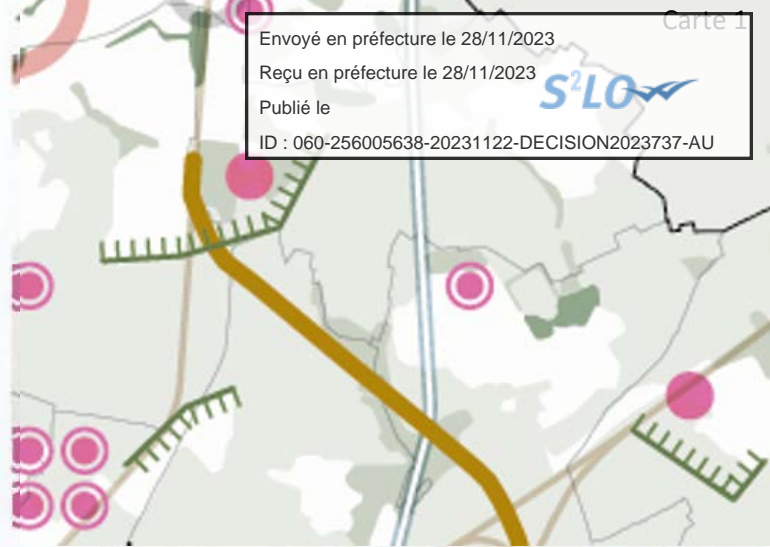 Carte 1
Envoyé en préfecture le 28/11/2023
Reçu en préfecture le 28/11/2023
Publié le
S²LO
ID : 060-256005638-20231122-DECISION2023737-AU